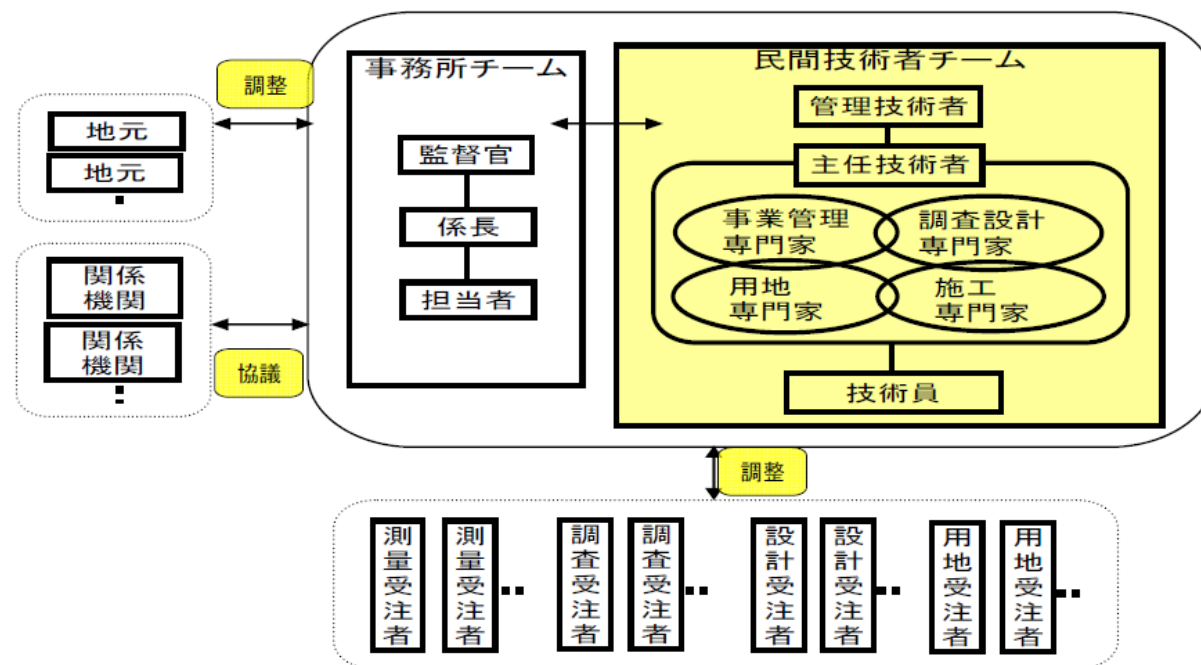 調整
地元
地元
関係
機関
関係
機関
協議
事務所チーム
監督官
係長
担当者
民間技術者チーム
管理技術者
主任技術者
事業管理
専門家
調査設計
専門家
用地
専門家
施工
専門家
技術員
調整
測量受注者
測量受注者
調査受注者
調査受注者
設計受注者
設計受注者
用地受注者
用地受注者